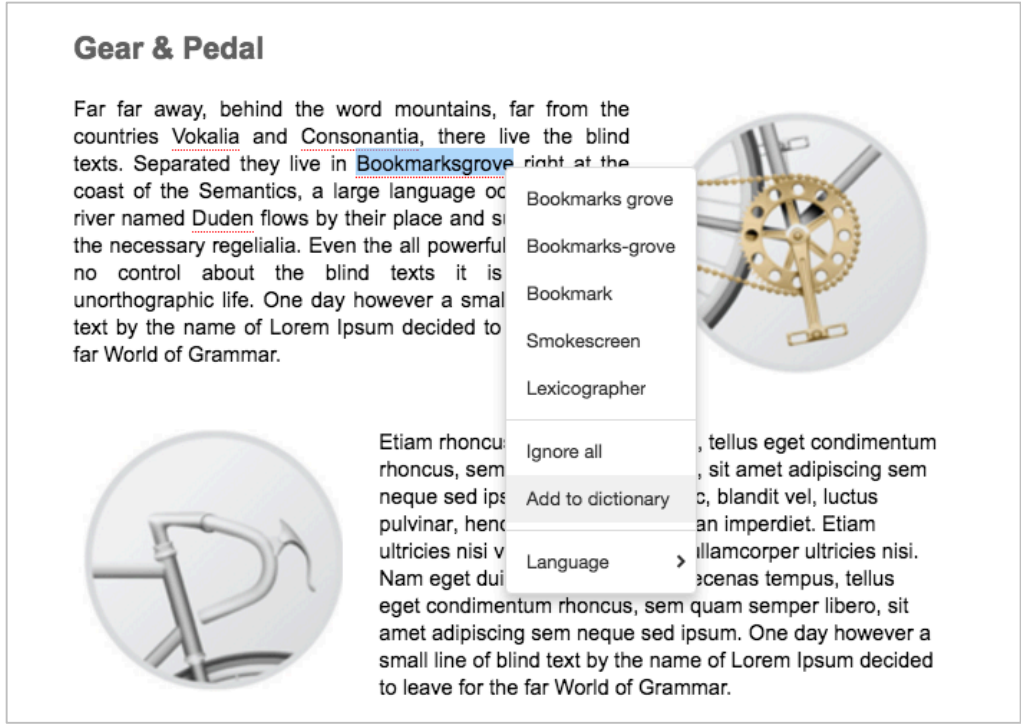 Gear & Pedal
Far far away, behind the word mountains, far from the
countries Vokalia and Consonantia, there live the blind
texts. Separated they live in Bookmarksgrove right at the
coast of the Semantics, a large language oc
river named Duden flows by their place and su
the necessary regelialia. Even the all powerful
no control about the blind texts it is
unorthographic life. One day however a smal
text by the name of Lorem Ipsum decided to
far World of Grammar.
Bookmarks grove
Bookmarks-grove
Bookmark
Smokescreen
Lexicographer
Ignore all
Add to dictionary
Language
Etiam rhoncus , tellus eget condimentum
rhoncus, sem , sit amet adipiscing sem
neque sed ips c, blandit vel, luctus
pulvinar, henc an imperdiet. Etiam
ultricies nisi v ullamcorper ultricies nisi.
Nam eget dui ecenas tempus, tellus
eget condimentum rhoncus, sem quam semper libero, sit
amet adipiscing sem neque sed ipsum. One day however a
small line of blind text by the name of Lorem Ipsum decided
to leave for the far World of Grammar.